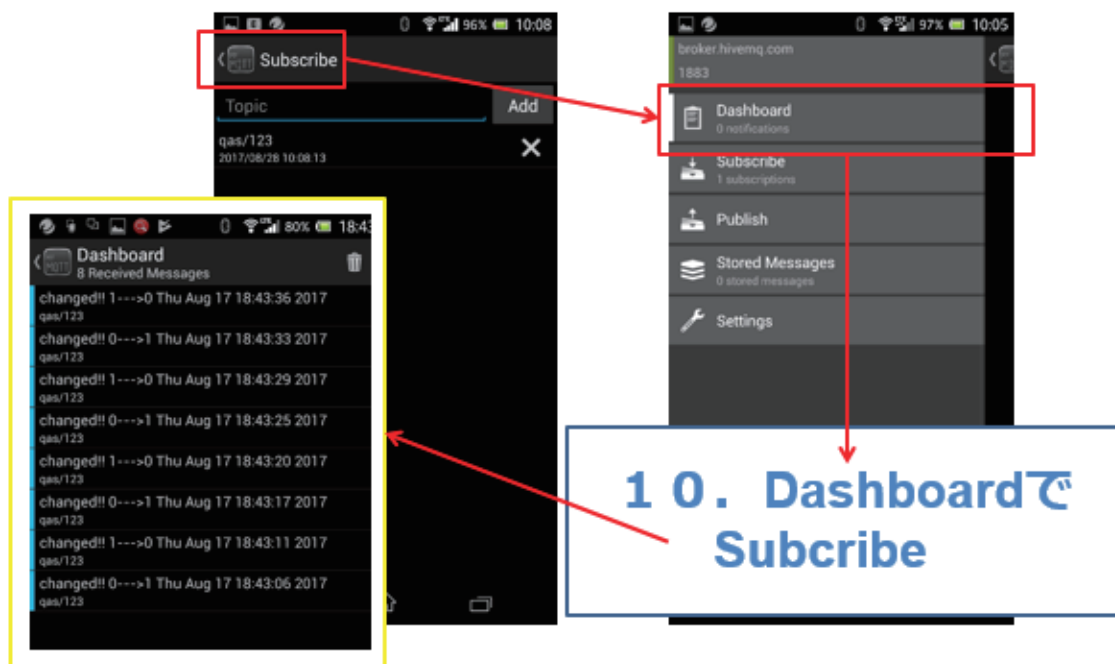 96% 10:08
Subscribe
Topic
Add
qas/123
2017/08/28 10:08:13
97% 10:05
broker.hivemq.com
1883
Dashboard
0 notifications
Subscribe
1 subscriptions
Publish
Stored Messages
0 stored messages
Settings
80% 18:43
Dashboard
8 Received Messages
changed!! 1--->0 Thu Aug 17 18:43:36 2017
qas/123
changed!! 0--->1 Thu Aug 17 18:43:33 2017
qas/123
changed!! 1--->0 Thu Aug 17 18:43:29 2017
qas/123
changed!! 0--->1 Thu Aug 17 18:43:25 2017
qas/123
changed!! 1--->0 Thu Aug 17 18:43:20 2017
qas/123
changed!! 0--->1 Thu Aug 17 18:43:17 2017
qas/123
changed!! 1--->0 Thu Aug 17 18:43:11 2017
qas/123
changed!! 0--->1 Thu Aug 17 18:43:06 2017
qas/123
１０．Dashboardで
Subcribe